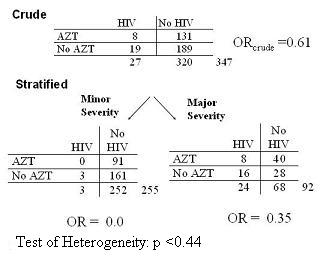 Crude
HIV No HIV
AZT 8 131
No AZT 19 189
27 320 347
ORcrude =0.61
Stratified
Minor Severity
HIV No HIV
AZT 0 91
No AZT 3 161
3 252 255
OR = 0.0
Major Severity
HIV No HIV
AZT 8 40
No AZT 16 28
24 68 92
OR = 0.35
Test of Heterogeneity: p <0.44